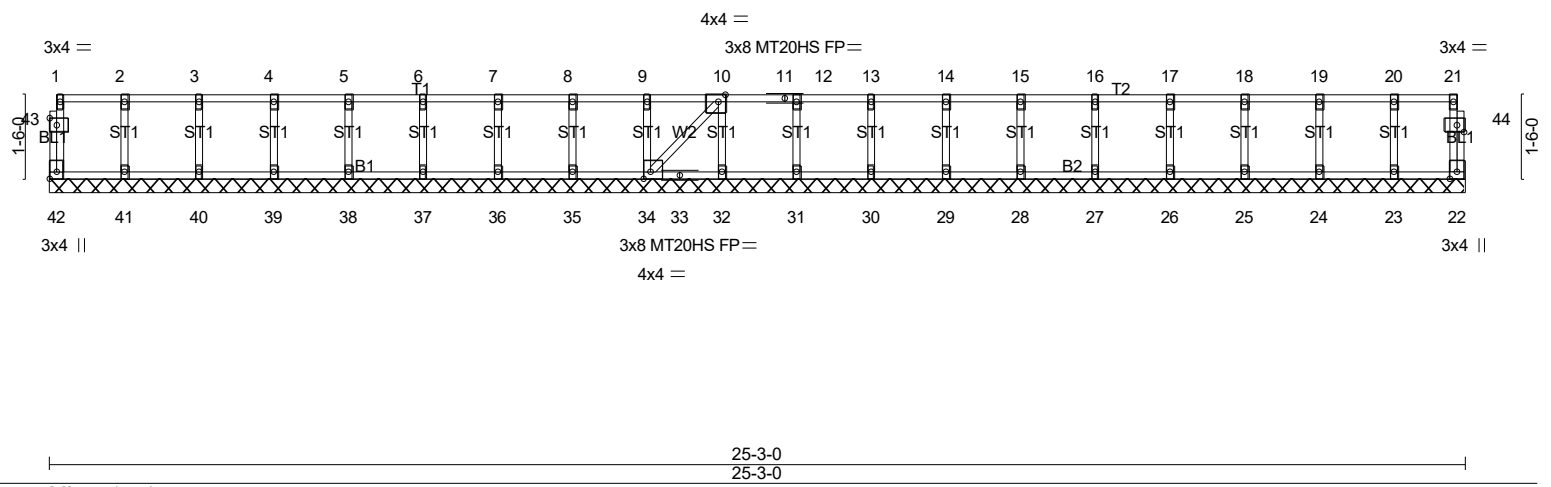 4x4 =
3x4 = 3x8 MT20HS FP= 3x4 =
1 2 3 4 5 6 7 8 9 10 11 12 13 14 15 16 17 18 19 20 21
T1 T2
43 44
1-6-0 BL1 ST1 ST1 ST1 ST1 ST1 ST1 ST1 ST1 W2 ST1 ST1 ST1 ST1 ST1 ST1 ST1 ST1 ST1 ST1 BL1 1-6-0
B1 B2
42 41 40 39 38 37 36 35 34 33 32 31 30 29 28 27 26 25 24 23 22
3x4 || 3x8 MT20HS FP= 3x4 ||
4x4 =
25-3-0
25-3-0